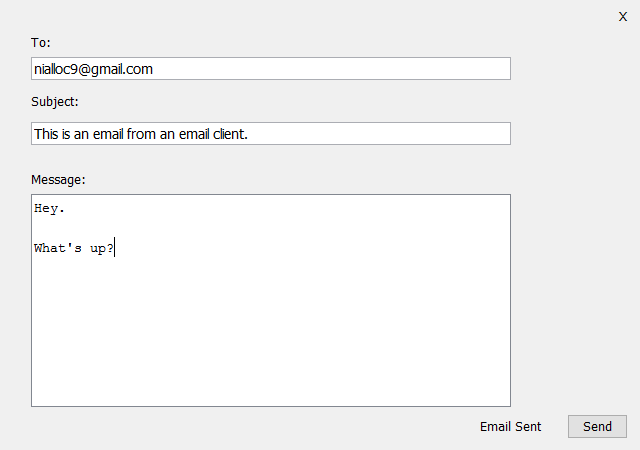 X
To:
nialloc9@gmail.com
Subject:
This is an email from an email client.
Message:
Hey.
What's up?
Email Sent
Send